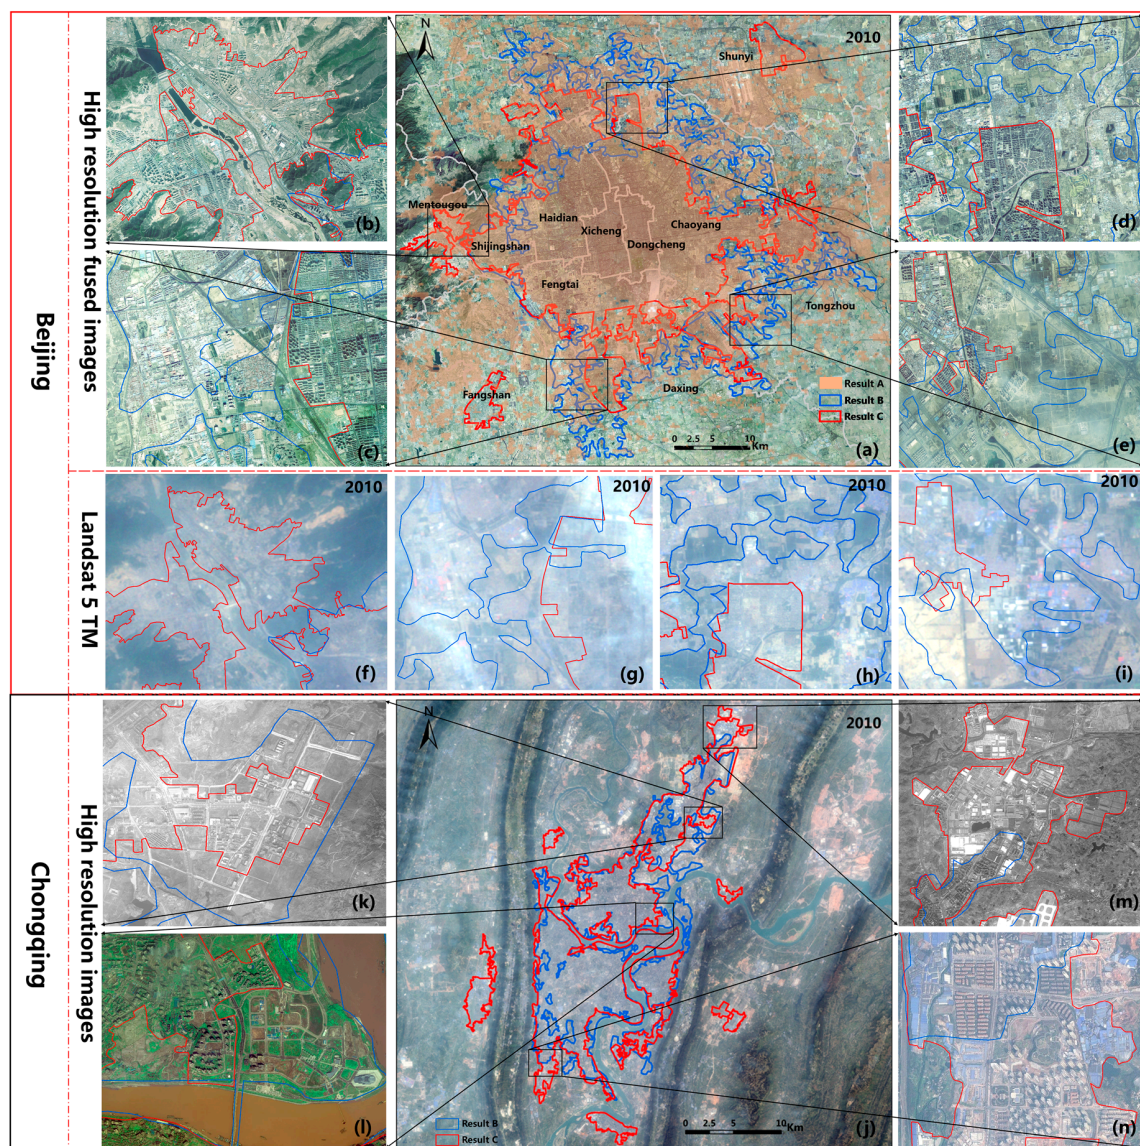 Beijing
High resolution fused images
(b)
(c)
N
2010
Shunyi
Mentougou
Haidian
Shijingshan
Xicheng
Chaoyang
Dongcheng
Fengtai
Tongzhou
Fangshan
Daxing
Result A
Result B
Result C
0 2.5 5 10
Km
(a)
(d)
(e)
Landsat 5 TM
2010
(f)
2010
(g)
2010
(h)
2010
(i)
Chongqing
High resolution images
(k)
(l)
N
2010
Result B
Result C
0 2.5 5 10
Km
(j)
(m)
(n)